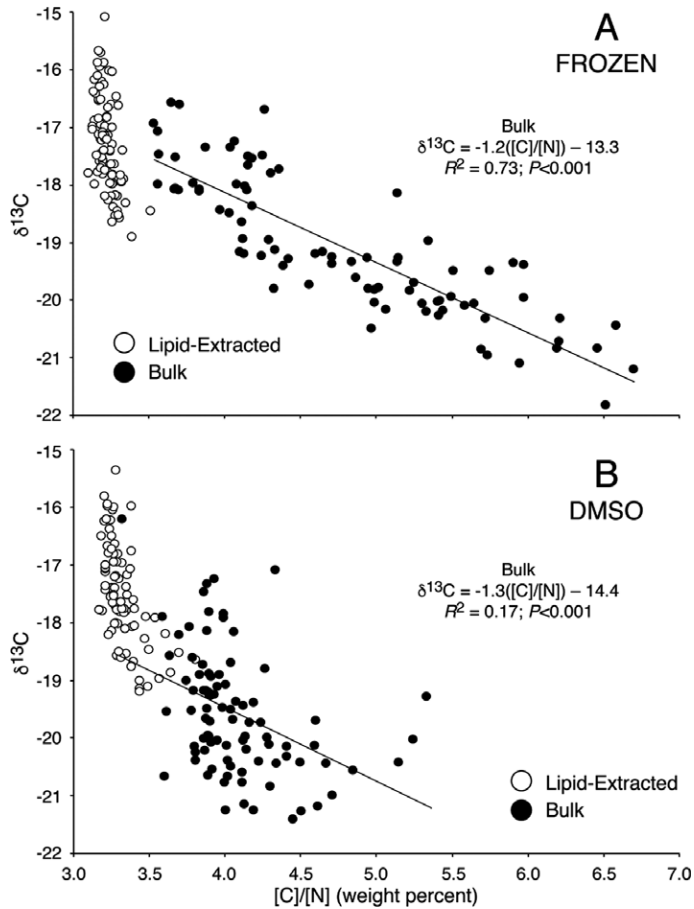 -15
-16
-17
-18
-19
-20
-21
-22
δ13C
A
FROZEN
Bulk
δ13C = -1.2([C]/[N]) – 13.3
R2 = 0.73; P<0.001
Lipid-Extracted
Bulk
-15
-16
-17
-18
-19
-20
-21
-22
δ13C
B
DMSO
Bulk
δ13C = -1.3([C]/[N]) – 14.4
R2 = 0.17; P<0.001
Lipid-Extracted
Bulk
3.0 3.5 4.0 4.5 5.0 5.5 6.0 6.5 7.0
[C]/[N] (weight percent)